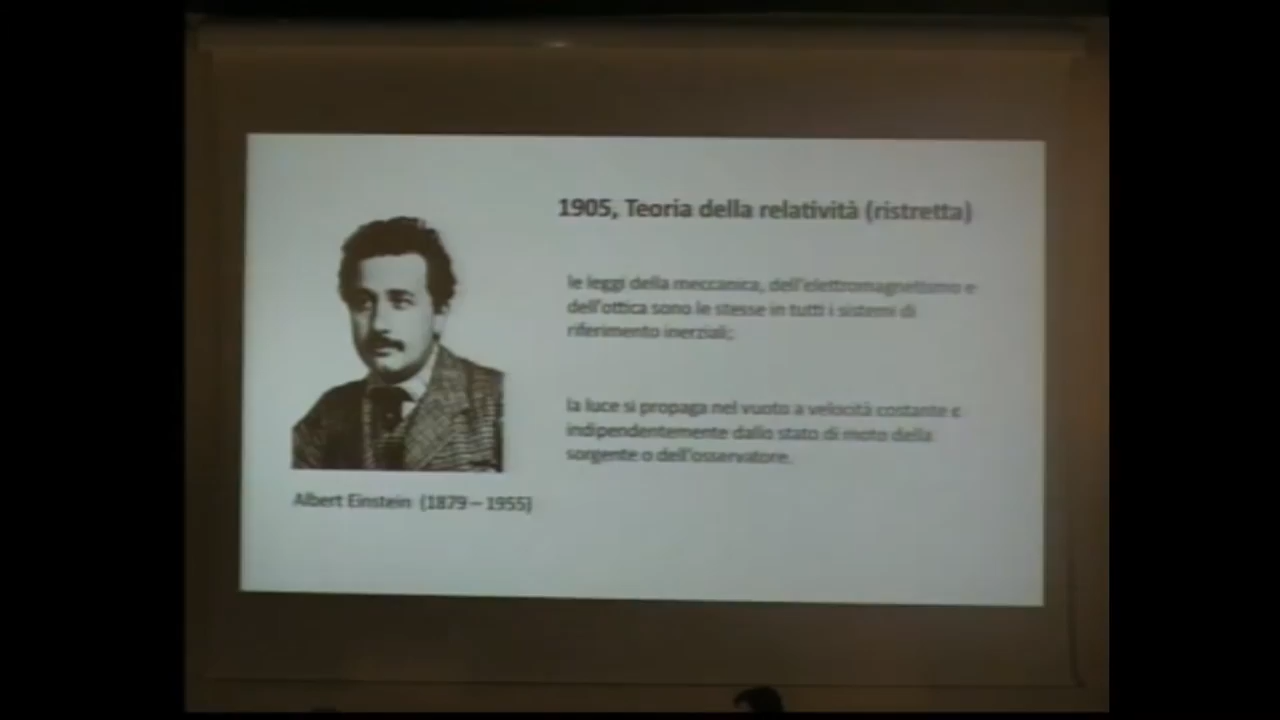 1905, Teoria della relatività (ristretta)
le leggi della meccanica, dell'elettromagnetismo e
dell'ottica sono le stesse in tutti i sistemi di
riferimento inerziali;
la luce si propaga nel vuoto a velocità costante c
indipendentemente dallo stato di moto della
sorgente o dell'osservatore.
Albert Einstein (1879 – 1955)